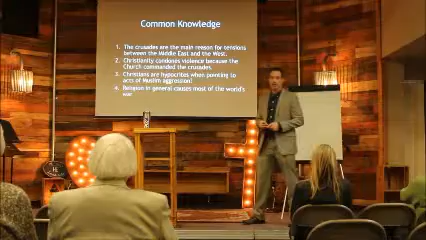 Common Knowledge
1. The crusades are the main reason for tensions
between the Middle East and the West.
2. Christianity condones violence because the
Church commanded the crusades.
3. Christians are hypocrites when pointing to
acts of Muslim aggression!
4. Religion in general causes most of the world's